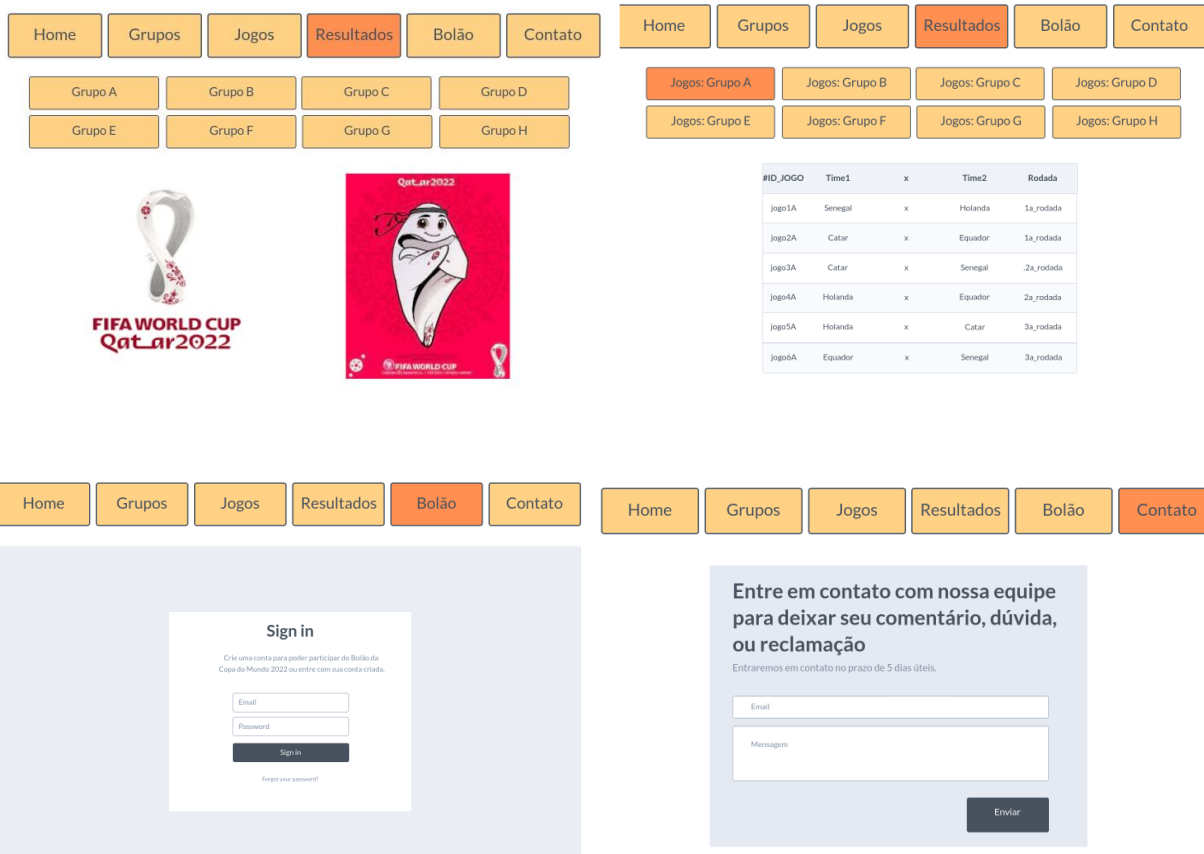 Home Grupos Jogos Resultados Bolão Contato
Grupo A Grupo B Grupo C Grupo D
Grupo E Grupo F Grupo G Grupo H
FIFA WORLD CUP
Qatar2022
Qatar2022
FIFA WORLD CUP
Home Grupos Jogos Resultados Bolão Contato
Jogos: Grupo A Jogos: Grupo B Jogos: Grupo C Jogos: Grupo D
Jogos: Grupo E Jogos: Grupo F Jogos: Grupo G Jogos: Grupo H
#ID_JOGO Time1 x Time2 Rodada
jogo1A Senegal x Holanda 1a_rodada
jogo2A Catar x Equador 1a_rodada
jogo3A Catar x Senegal .2a_rodada
jogo4A Holanda x Equador 2a_rodada
jogo5A Holanda x Catar 3a_rodada
jogo6A Equador x Senegal 3a_rodada
Home Grupos Jogos Resultados Bolão Contato
Sign in
Crie uma conta para poder participar do Bolão da
Copa do Mundo 2022 ou entre com sua conta criada.
Email
Password
Sign in
Forgot your password?
Home Grupos Jogos Resultados Bolão Contato
Entre em contato com nossa equipe
para deixar seu comentário, dúvida,
ou reclamação
Entraremos em contato no prazo de 5 dias úteis.
Email
Mensagem
Enviar